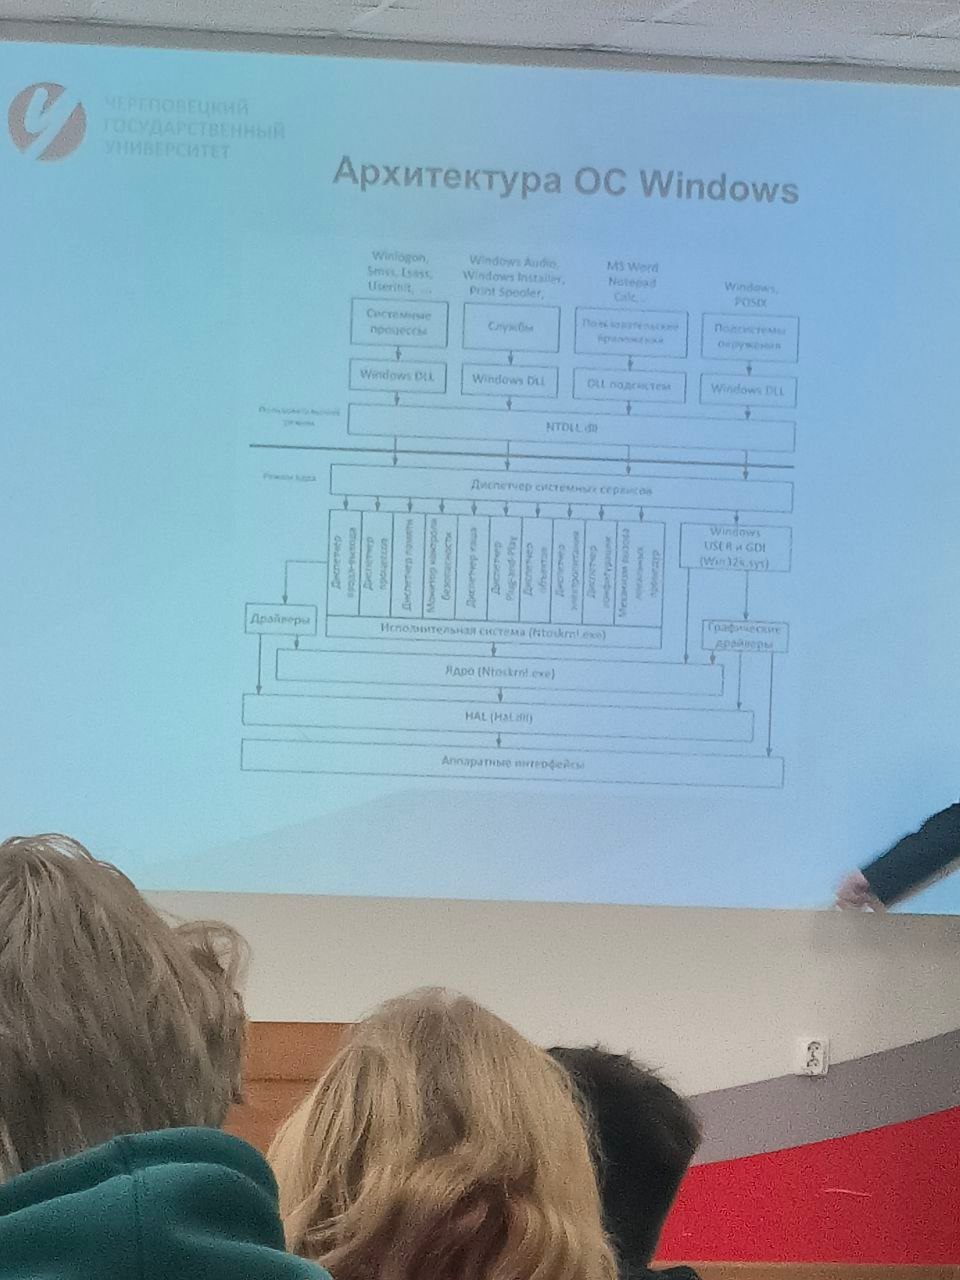 ЧЕРЕПОВЕЦКИЙ
ГОСУДАРСТВЕННЫЙ
УНИВЕРСИТЕТ
Архитектура ОС Windows
Winlogon,
Smss, Lsass,
Userinit, ...
Windows Audio,
Windows Installer,
Print Spooler,
MS Word
Notepad
Calc...
Windows,
POSIX
Системные
процессы
Службы
Пользовательские
приложения
Подсистемы
окружения
Windows DLL
Windows DLL
DLL подсистем
Windows DLL
Пользовательский
режим
NTDLL.dll
Режим ядра
Диспетчер системных сервисов
Диспетчер
ввода-вывода
Диспетчер
процессов
Диспетчер памяти
Монитор контроля
безопасности
Диспетчер кэша
Диспетчер
Plug-and-Play
Диспетчер
объектов
Диспетчер
электропитания
Диспетчер
конфигурации
Механизм вызова
локальных
процедур
Windows
USER и GDI
(Win32k.sys)
Драйверы
Исполнительная система (Ntoskrnl.exe)
Графические
драйверы
Ядро (Ntoskrnl.exe)
HAL (Hal.dll)
Аппаратные интерфейсы